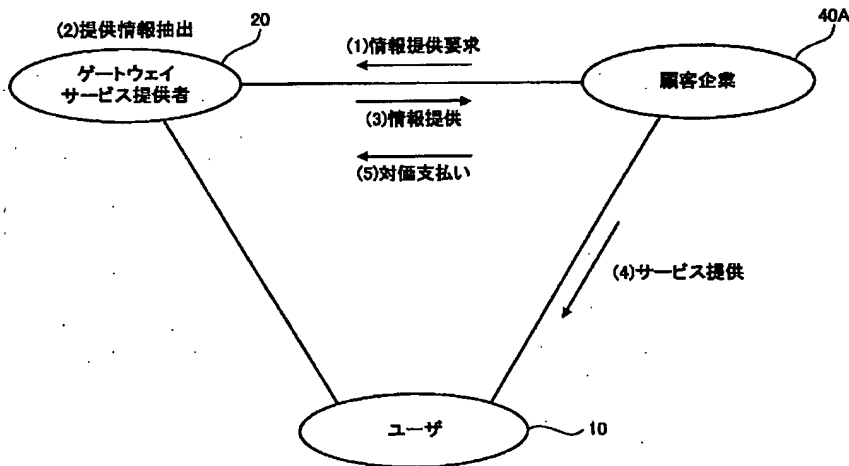 (2)提供情報抽出
20
ゲートウェイ
サービス提供者
(1)情報提供要求
(3)情報提供
(5)対価支払い
40A
顧客企業
(4)サービス提供
ユーザ
10